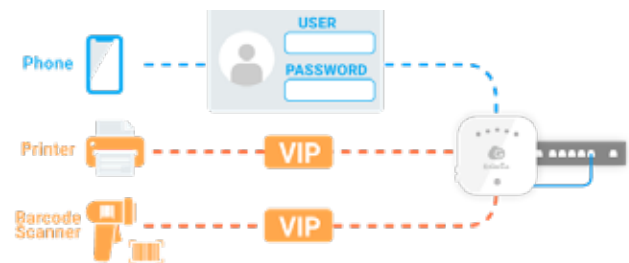 USER
Phone
PASSWORD
Printer
VIP
Barcode
Scanner
VIP